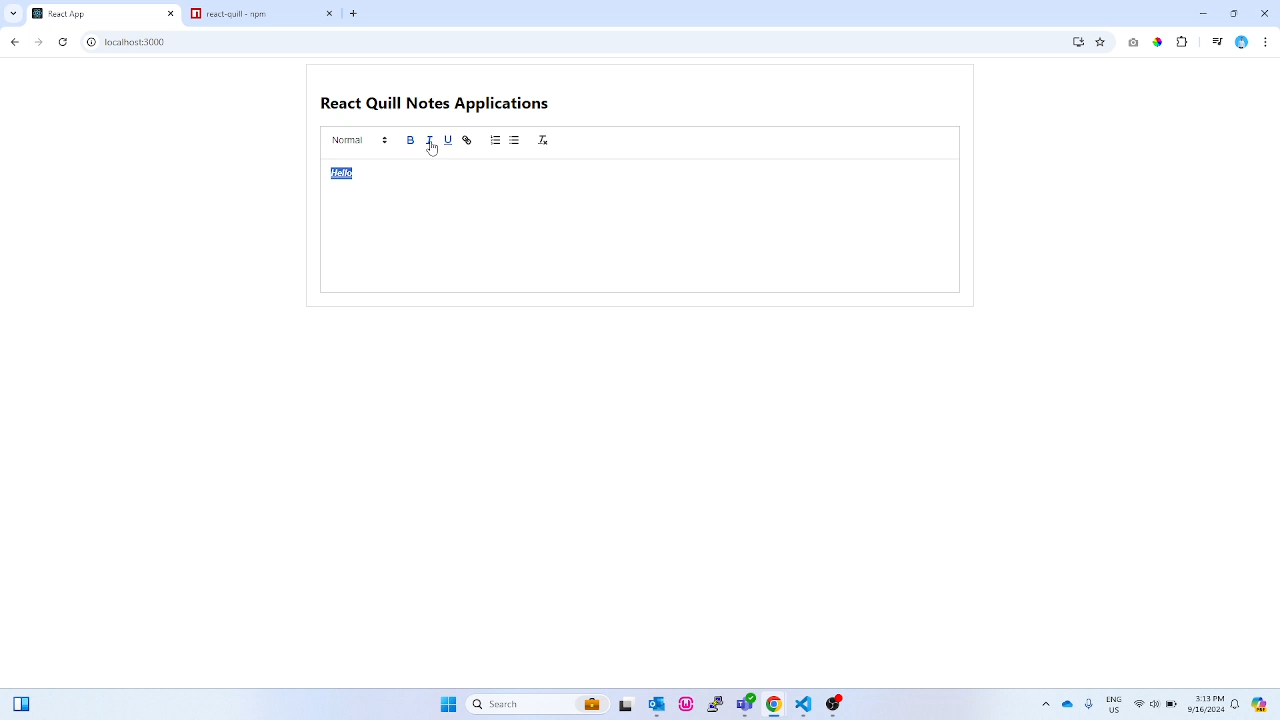 React App
react-quill - npm
localhost:3000
React Quill Notes Applications
Normal
Hello
Search
ENG
US
3:13 PM
9/16/2024